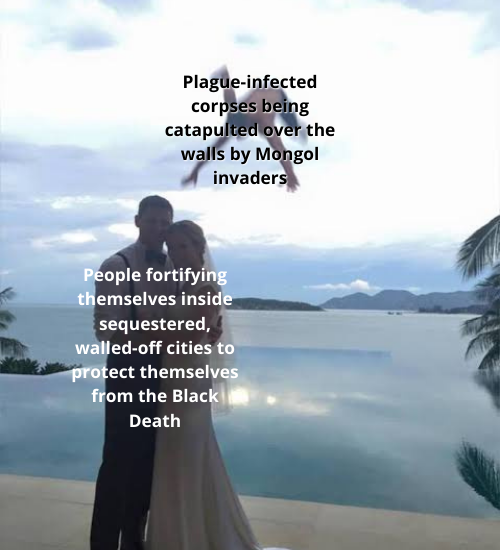 Plague-infected
corpses being
catapulted over the
walls by Mongol
invaders
People fortifying
themselves inside
sequestered,
walled-off cities to
protect themselves
from the Black
Death